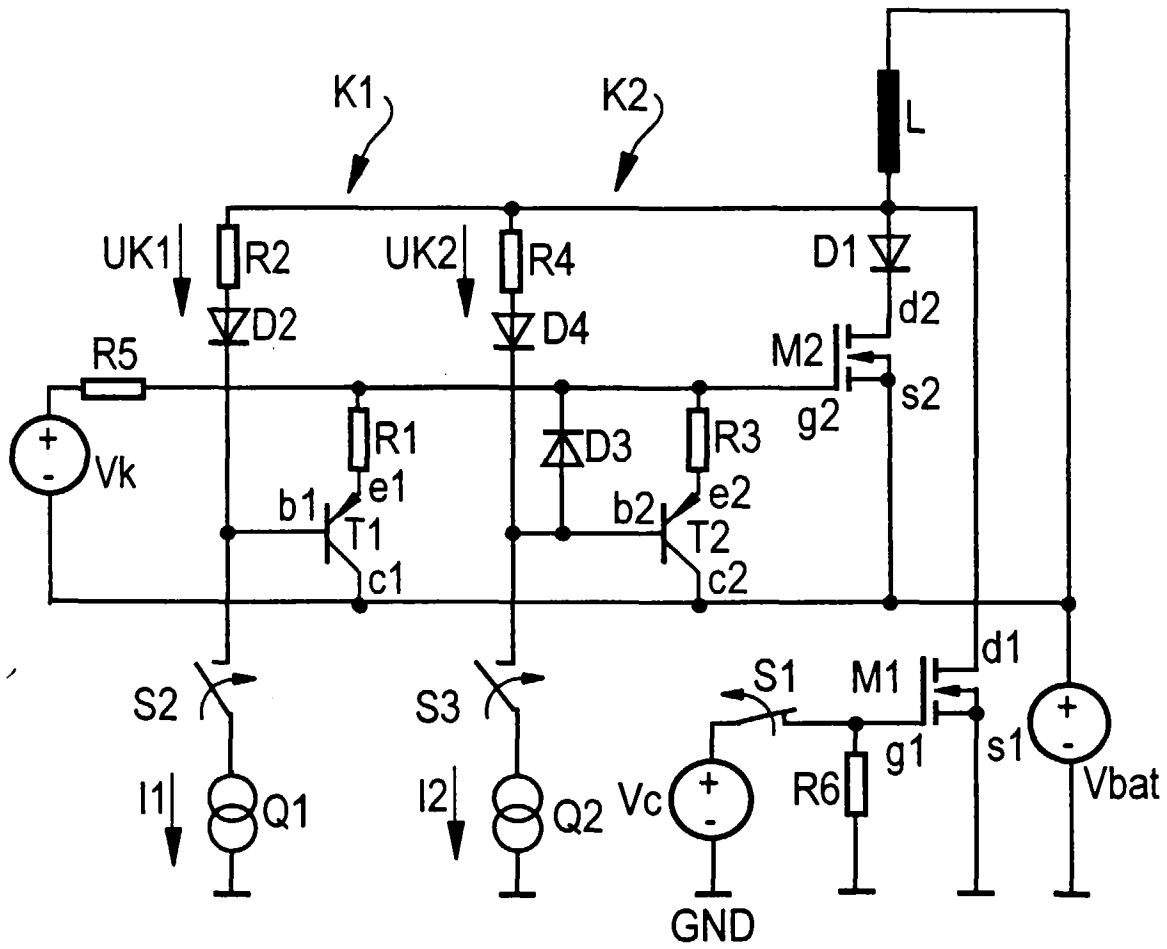 K1
K2
L
UK1
R2
UK2
R4
D1
D2
D4
d2
R5
M2
g2
s2
+
-
Vk
R1
D3
R3
e1
b1
T1
c1
e2
b2
T2
c2
d1
S1
M1
S2
S3
g1
s1
+
-
Vbat
I1
Q1
I2
Q2
Vc
+
-
R6
GND